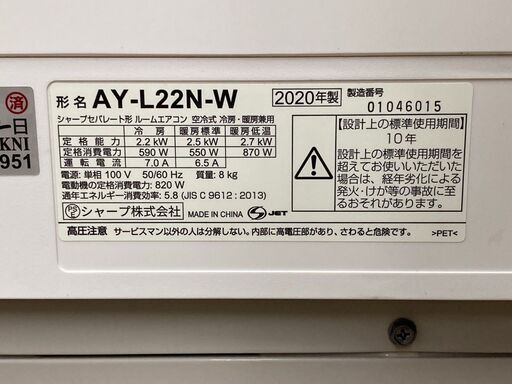 済
一日
KNI
951
形名 AY-L22N-W 2020年製
シャープセパレート形 ルームエアコン 空冷式 冷房・暖房兼用
冷房 暖房標準 暖房低温
定格能力 2.2 kW 2.5 kW 2.7 kW
定格消費電力 590 W 550 W 870 W
運転電流 7.0 A 6.5 A
電源:単相 100 V 50/60 Hz 質量:8 kg
電動機の定格消費電力:820 W
通年エネルギー消費効率:5.8 (JIS C 9612 : 2013)
シャープ株式会社 MADE IN CHINA S JET
製造番号
01046015
【設計上の標準使用期間】
10年
設計上の標準使用期間を
超えてお使いいただいた
場合は、経年劣化による
発火・けが等の事故に至
るおそれがあります。
高圧注意 サービスマン以外の人は分解しない。内部に高電圧部があり、さわると危険です。 >PET<